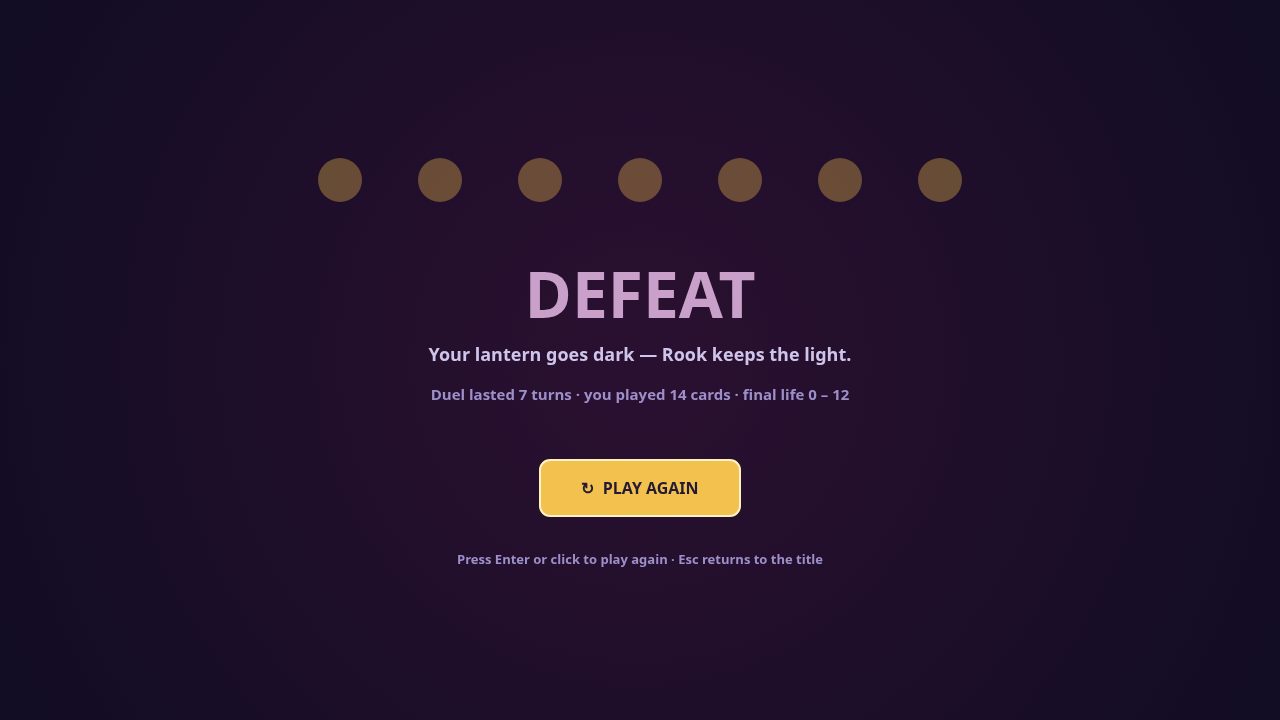 DEFEAT
Your lantern goes dark — Rook keeps the light.
Duel lasted 7 turns · you played 14 cards · final life 0 – 12
↻ PLAY AGAIN
Press Enter or click to play again · Esc returns to the title